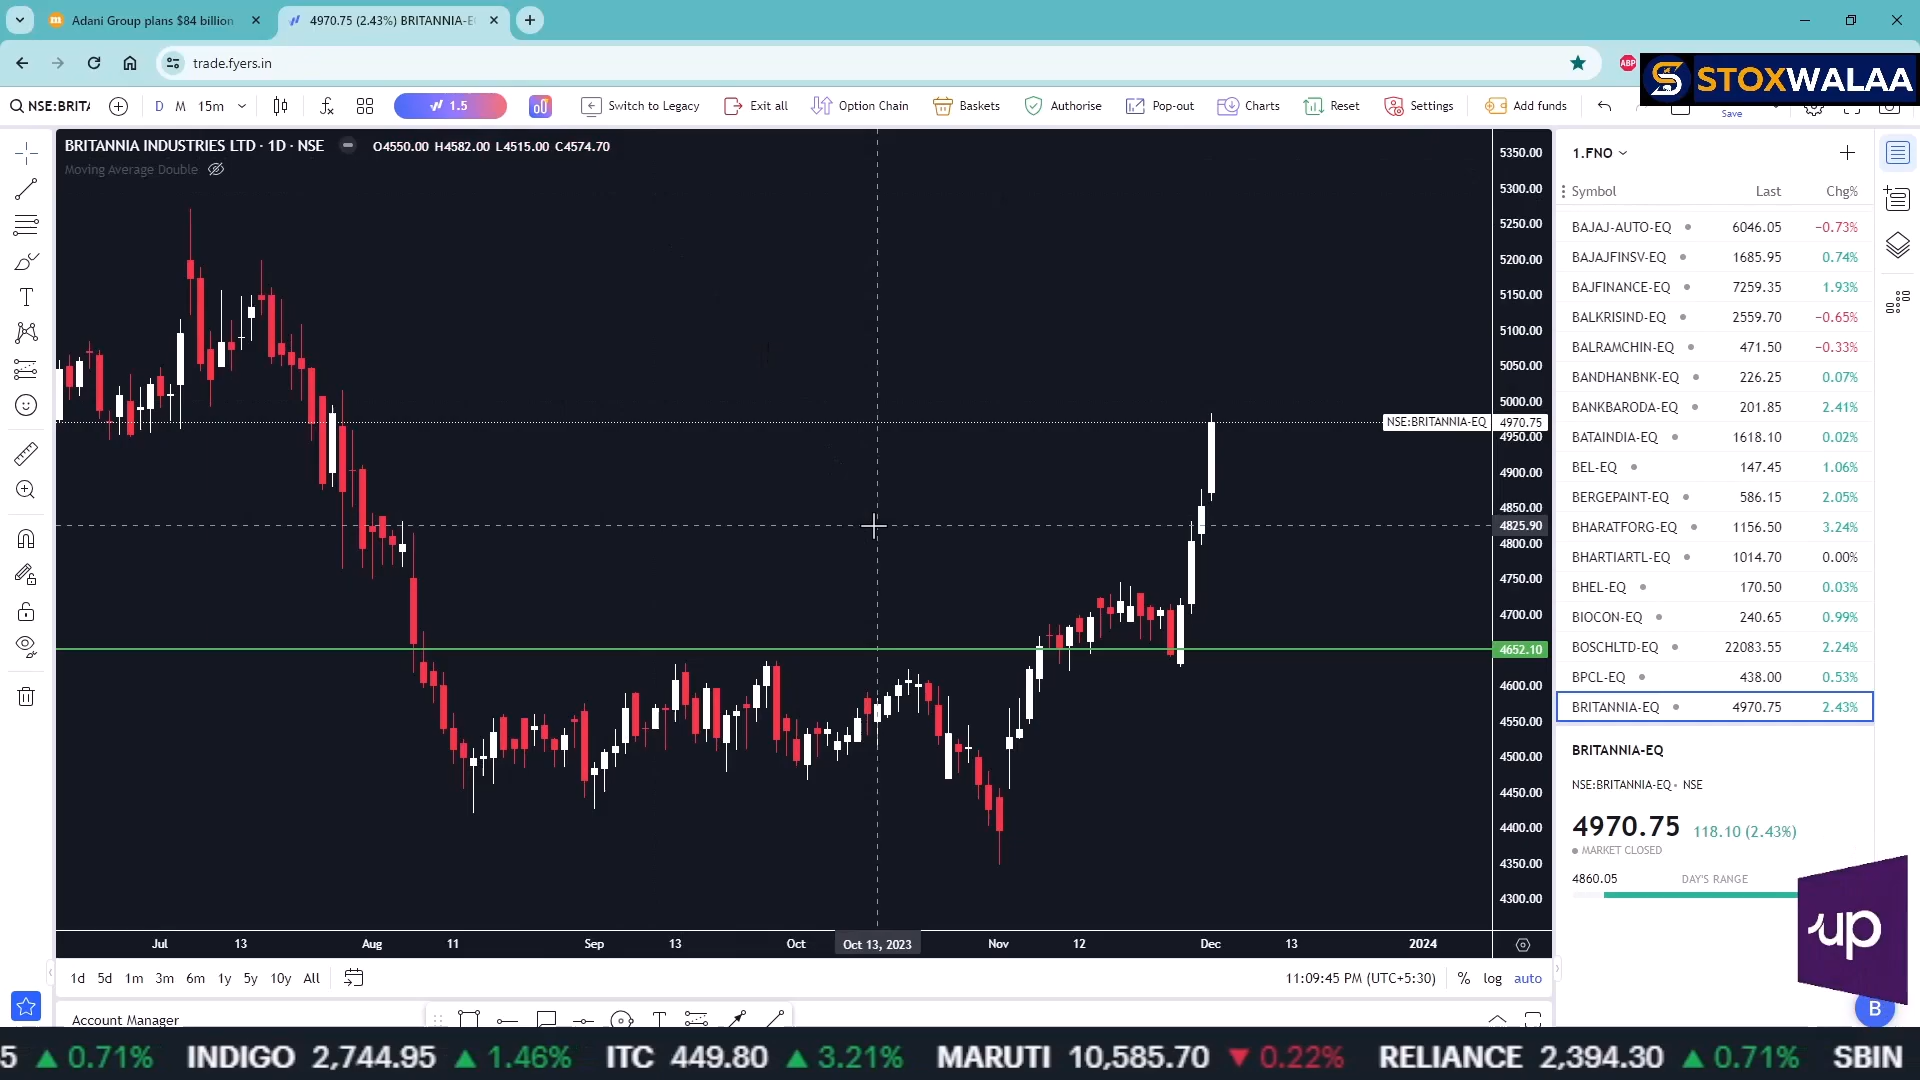 Adani Group plans $84 billion
4970.75 (2.43%) BRITANNIA-E
trade.fyers.in
ABP
STOXWALAA
NSE:BRITA
D M 15m
1.5
Switch to Legacy
Exit all
Option Chain
Baskets
Authorise
Pop-out
Charts
Reset
Settings
Add funds
Save
BRITANNIA INDUSTRIES LTD · 1D · NSE
O4550.00 H4582.00 L4515.00 C4574.70
Moving Average Double
5350.00
5300.00
5250.00
5200.00
5150.00
5100.00
5050.00
5000.00
NSE:BRITANNIA-EQ 4970.75
4950.00
4900.00
4850.00
4825.90
4800.00
4750.00
4700.00
4652.10
4600.00
4550.00
4500.00
4450.00
4400.00
4350.00
4300.00
Jul 13 Aug 11 Sep 13 Oct Oct 13, 2023 Nov 12 Dec 13 2024
1d 5d 1m 3m 6m 1y 5y 10y All
11:09:45 PM (UTC+5:30) % log auto
Account Manager
1.FNO
Symbol Last Chg%
BAJAJ-AUTO-EQ 6046.05 −0.73%
BAJAJFINSV-EQ 1685.95 0.74%
BAJFINANCE-EQ 7259.35 1.93%
BALKRISIND-EQ 2559.70 −0.65%
BALRAMCHIN-EQ 471.50 −0.33%
BANDHANBNK-EQ 226.25 0.07%
BANKBARODA-EQ 201.85 2.41%
BATAINDIA-EQ 1618.10 0.02%
BEL-EQ 147.45 1.06%
BERGEPAINT-EQ 586.15 2.05%
BHARATFORG-EQ 1156.50 3.24%
BHARTIARTL-EQ 1014.70 0.00%
BHEL-EQ 170.50 0.03%
BIOCON-EQ 240.65 0.99%
BOSCHLTD-EQ 22083.55 2.24%
BPCL-EQ 438.00 0.53%
BRITANNIA-EQ 4970.75 2.43%
BRITANNIA-EQ
NSE:BRITANNIA-EQ • NSE
4970.75 118.10 (2.43%)
MARKET CLOSED
4860.05 DAY'S RANGE
up
B
5 ▲ 0.71% INDIGO 2,744.95 ▲ 1.46% ITC 449.80 ▲ 3.21% MARUTI 10,585.70 ▼ 0.22% RELIANCE 2,394.30 ▲ 0.71% SBIN